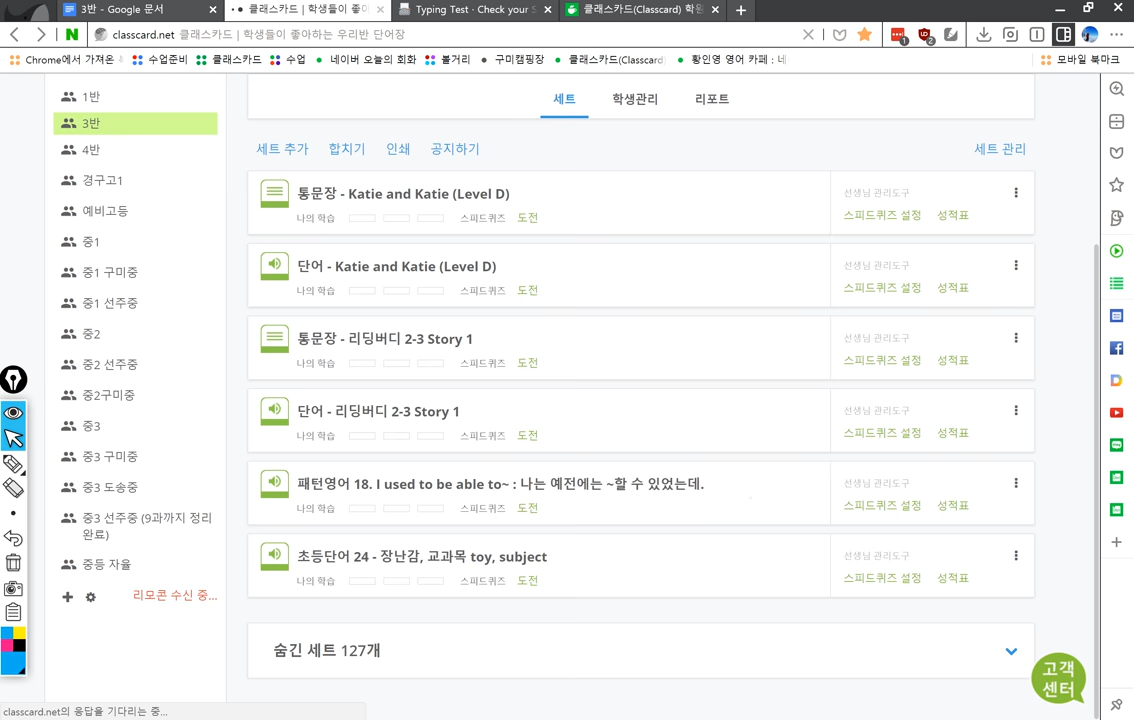 3반 - Google 문서
클래스카드 | 학생들이 좋아
Typing Test · Check your S
클래스카드(Classcard) 학원
classcard.net 클래스카드 | 학생들이 좋아하는 우리반 단어장
Chrome에서 가져온
수업준비
클래스카드
수업
네이버 오늘의 회화
볼거리
구미캠핑장
클래스카드(Classcard
황인영 영어 카페 : 네
모바일 북마크
1반
3반
4반
경구고1
예비고등
중1
중1 구미중
중1 선주중
중2
중2 선주중
중2구미중
중3
중3 구미중
중3 도송중
중3 선주중 (9과까지 정리
완료)
중등 자율
리모콘 수신 중...
세트 학생관리 리포트
세트 추가 합치기 인쇄 공지하기 세트 관리
통문장 - Katie and Katie (Level D)
나의 학습 스피드퀴즈 도전
선생님 관리도구
스피드퀴즈 설정 성적표
단어 - Katie and Katie (Level D)
나의 학습 스피드퀴즈 도전
선생님 관리도구
스피드퀴즈 설정 성적표
통문장 - 리딩버디 2-3 Story 1
나의 학습 스피드퀴즈 도전
선생님 관리도구
스피드퀴즈 설정 성적표
단어 - 리딩버디 2-3 Story 1
나의 학습 스피드퀴즈 도전
선생님 관리도구
스피드퀴즈 설정 성적표
패턴영어 18. I used to be able to~ : 나는 예전에는 ~할 수 있었는데.
나의 학습 스피드퀴즈 도전
선생님 관리도구
스피드퀴즈 설정 성적표
초등단어 24 - 장난감, 교과목 toy, subject
나의 학습 스피드퀴즈 도전
선생님 관리도구
스피드퀴즈 설정 성적표
숨긴 세트 127개
고객
센터
classcard.net의 응답을 기다리는 중...